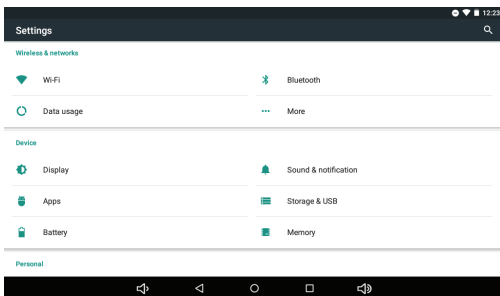 12:23
Settings
Wireless & networks
Wi-Fi
Bluetooth
Data usage
More
Device
Display
Sound & notification
Apps
Storage & USB
Battery
Memory
Personal